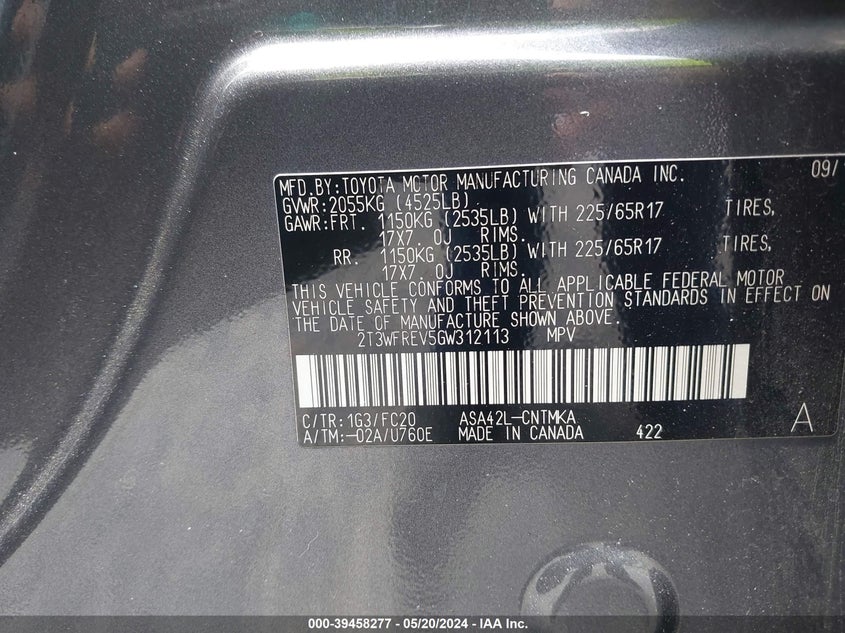 MFD.BY:TOYOTA MOTOR MANUFACTURING CANADA INC. 09/
GVWR:2055KG (4525LB)
GAWR:FRT. 1150KG (2535LB) WITH 225/65R17 TIRES,
17X7.0J RIMS.
RR. 1150KG (2535LB) WITH 225/65R17 TIRES,
17X7.0J RIMS.
THIS VEHICLE CONFORMS TO ALL APPLICABLE FEDERAL MOTOR
VEHICLE SAFETY AND THEFT PREVENTION STANDARDS IN EFFECT ON
THE DATE OF MANUFACTURE SHOWN ABOVE.
2T3WFREV5GW312113 MPV
C/TR:1G3/FC20 ASA42L-CNTMKA
A/TM:-02A/U760E MADE IN CANADA 422 A
000-39458277 - 05/20/2024 - IAA Inc.